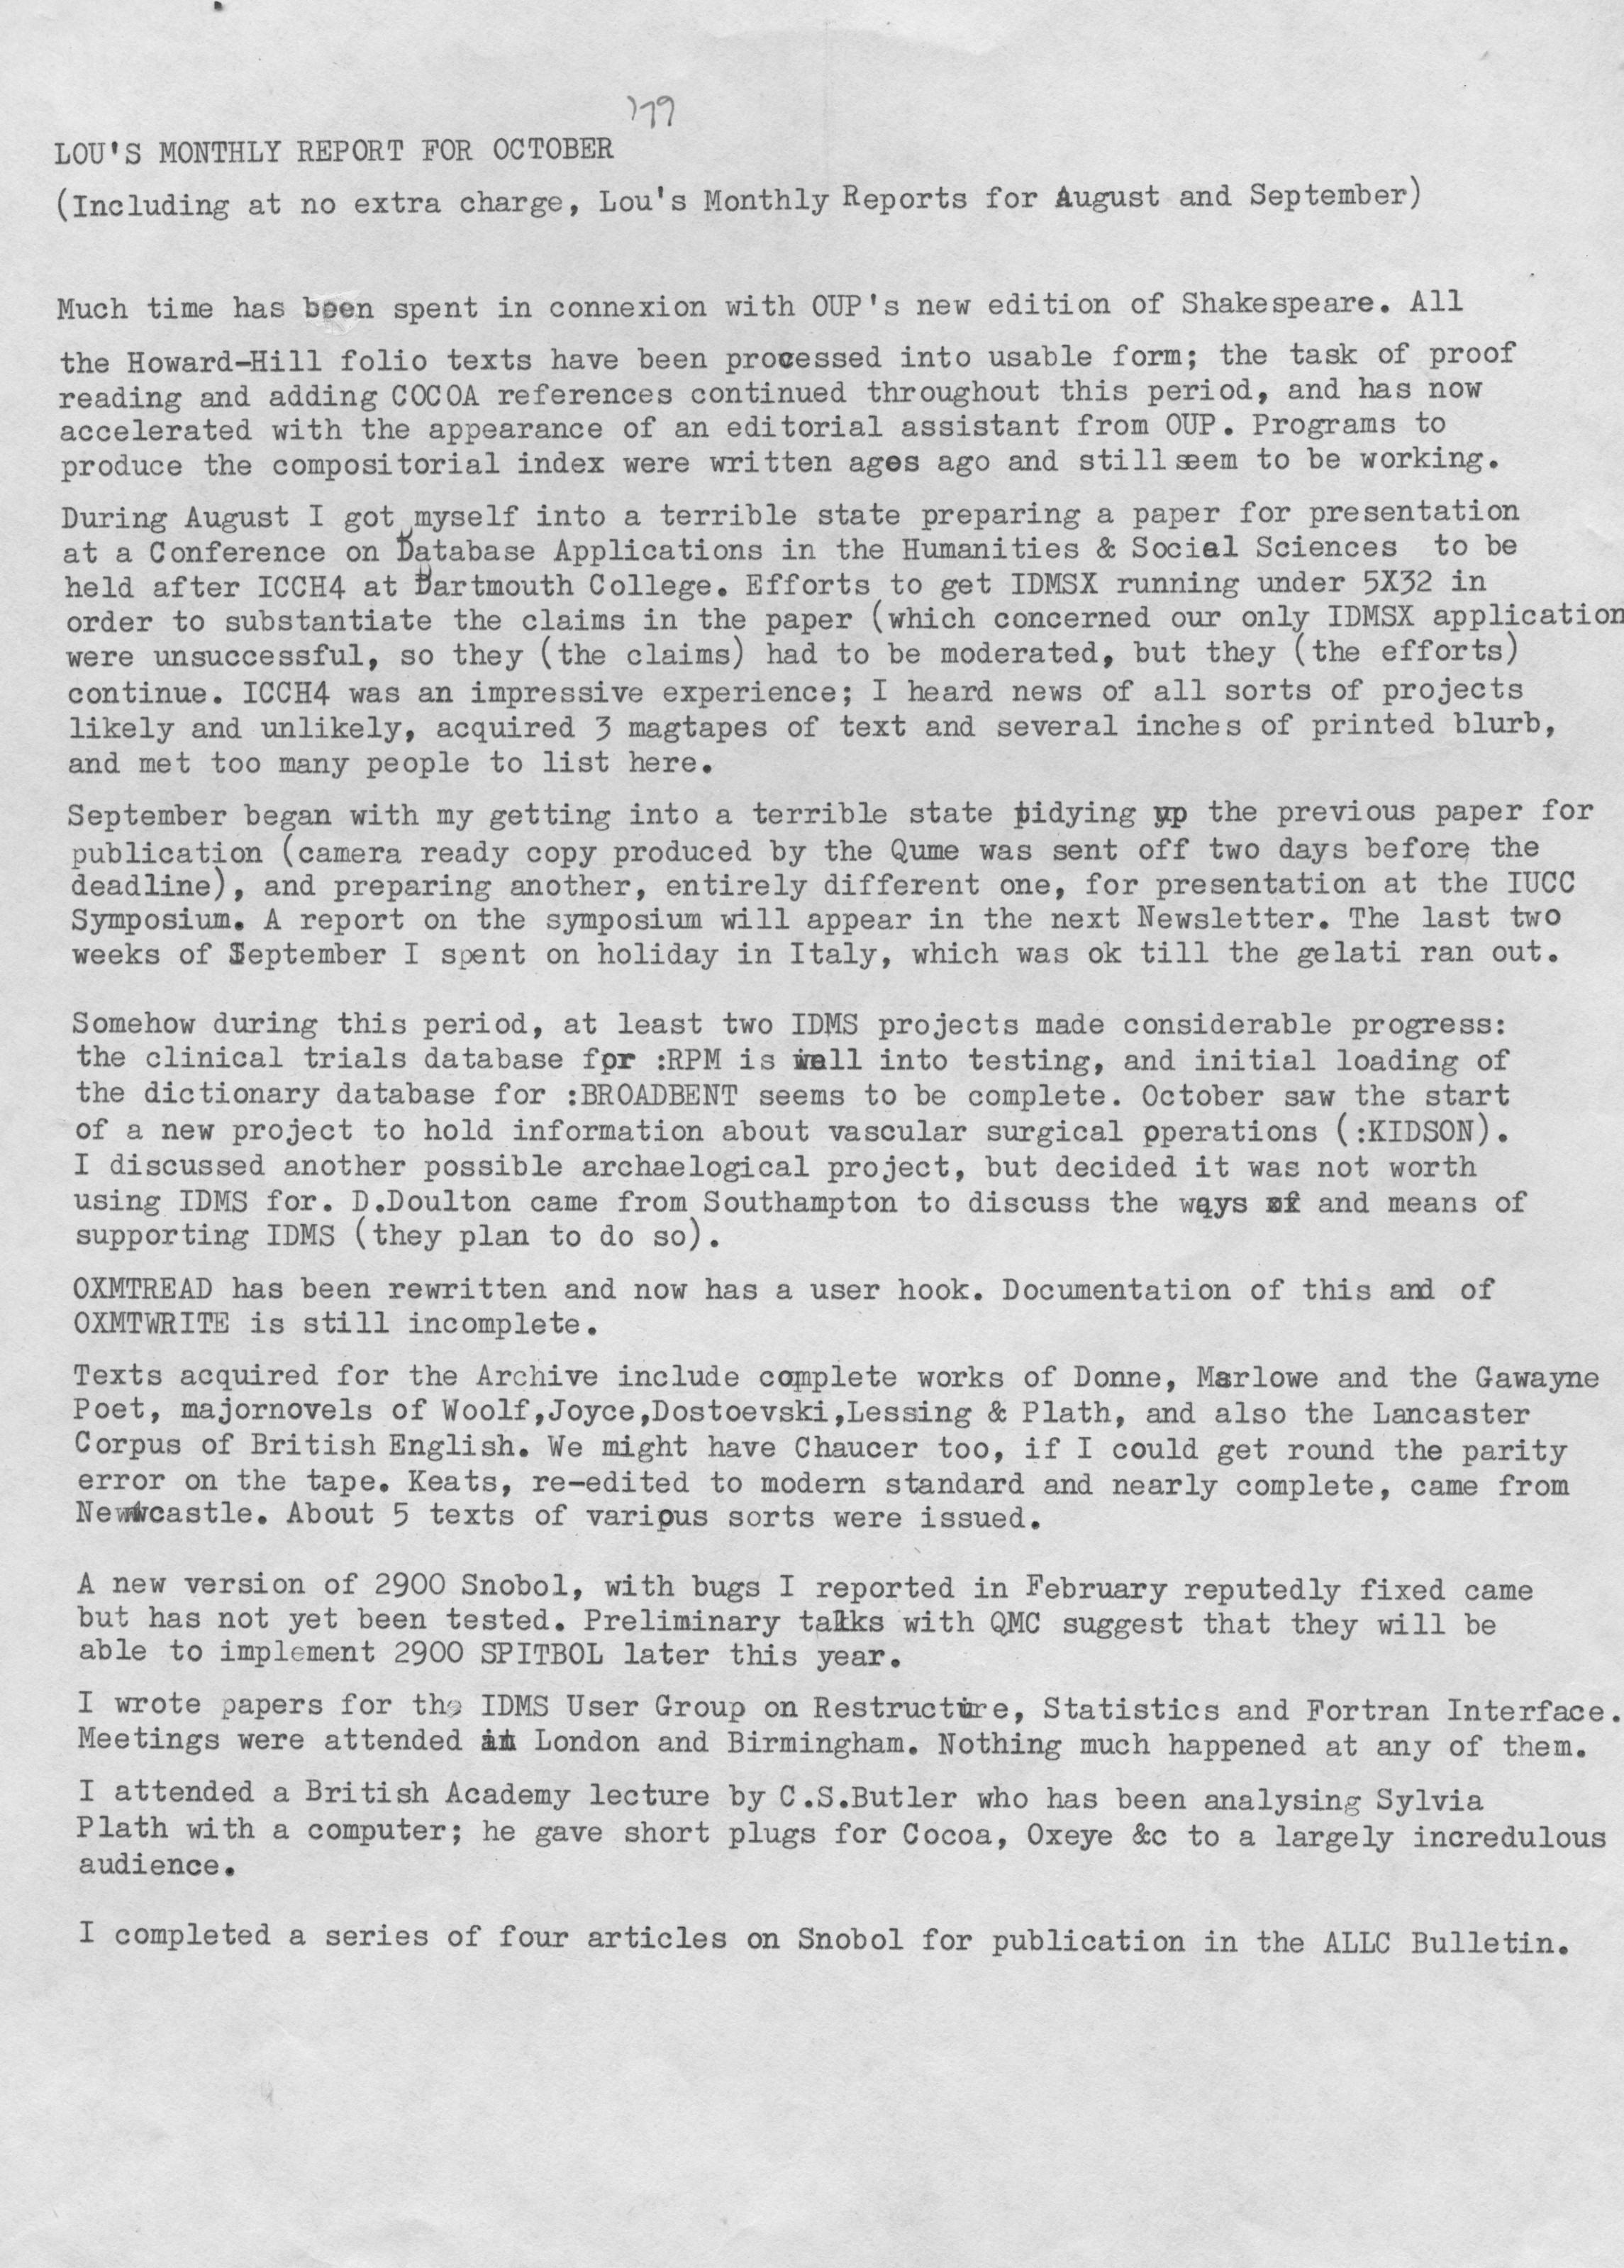 '79
LOU'S MONTHLY REPORT FOR OCTOBER
(Including at no extra charge, Lou's Monthly Reports for August and September)
Much time has been spent in connexion with OUP's new edition of Shakespeare. All
the Howard-Hill folio texts have been processed into usable form; the task of proof
reading and adding COCOA references continued throughout this period, and has now
accelerated with the appearance of an editorial assistant from OUP. Programs to
produce the compositorial index were written ages ago and still seem to be working.
During August I got myself into a terrible state preparing a paper for presentation
at a Conference on Database Applications in the Humanities & Social Sciences to be
held after ICCH4 at Dartmouth College. Efforts to get IDMSX running under 5X32 in
order to substantiate the claims in the paper (which concerned our only IDMSX application
were unsuccessful, so they (the claims) had to be moderated, but they (the efforts)
continue. ICCH4 was an impressive experience; I heard news of all sorts of projects
likely and unlikely, acquired 3 magtapes of text and several inches of printed blurb,
and met too many people to list here.
September began with my getting into a terrible state tidying up the previous paper for
publication (camera ready copy produced by the Qume was sent off two days before the
deadline), and preparing another, entirely different one, for presentation at the IUCC
Symposium. A report on the symposium will appear in the next Newsletter. The last two
weeks of September I spent on holiday in Italy, which was ok till the gelati ran out.
Somehow during this period, at least two IDMS projects made considerable progress:
the clinical trials database for :RPM is well into testing, and initial loading of
the dictionary database for :BROADBENT seems to be complete. October saw the start
of a new project to hold information about vascular surgical operations (:KIDSON).
I discussed another possible archaelogical project, but decided it was not worth
using IDMS for. D.Doulton came from Southampton to discuss the ways and means of
supporting IDMS (they plan to do so).
OXMTREAD has been rewritten and now has a user hook. Documentation of this and of
OXMTWRITE is still incomplete.
Texts acquired for the Archive include complete works of Donne, Marlowe and the Gawayne
Poet, majornovels of Woolf,Joyce,Dostoevski,Lessing & Plath, and also the Lancaster
Corpus of British English. We might have Chaucer too, if I could get round the parity
error on the tape. Keats, re-edited to modern standard and nearly complete, came from
Newcastle. About 5 texts of various sorts were issued.
A new version of 2900 Snobol, with bugs I reported in February reputedly fixed came
but has not yet been tested. Preliminary talks with QMC suggest that they will be
able to implement 2900 SPITBOL later this year.
I wrote papers for the IDMS User Group on Restructure, Statistics and Fortran Interface.
Meetings were attended in London and Birmingham. Nothing much happened at any of them.
I attended a British Academy lecture by C.S.Butler who has been analysing Sylvia
Plath with a computer; he gave short plugs for Cocoa, Oxeye &c to a largely incredulous
audience.
I completed a series of four articles on Snobol for publication in the ALLC Bulletin.